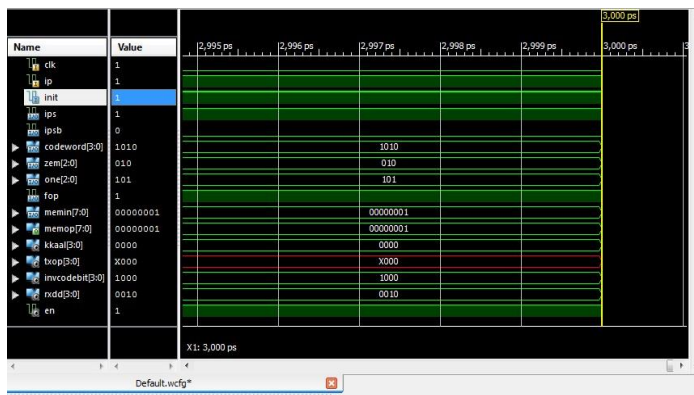 3,000 ps
Name Value 2,995 ps 2,996 ps 2,997 ps 2,998 ps 2,999 ps 3,000 ps 3
clk 1
ip 1
init 1
ips 1
ipsb 0
codeword[3:0] 1010 1010
zem[2:0] 010 010
one[2:0] 101 101
fop 1
memin[7:0] 00000001 00000001
memop[7:0] 00000001 00000001
kkaal[3:0] 0000 0000
txop[3:0] X000 X000
invcodebit[3:0] 1000 1000
rxdd[3:0] 0010 0010
en 1
X1: 3,000 ps
Default.wcfg*